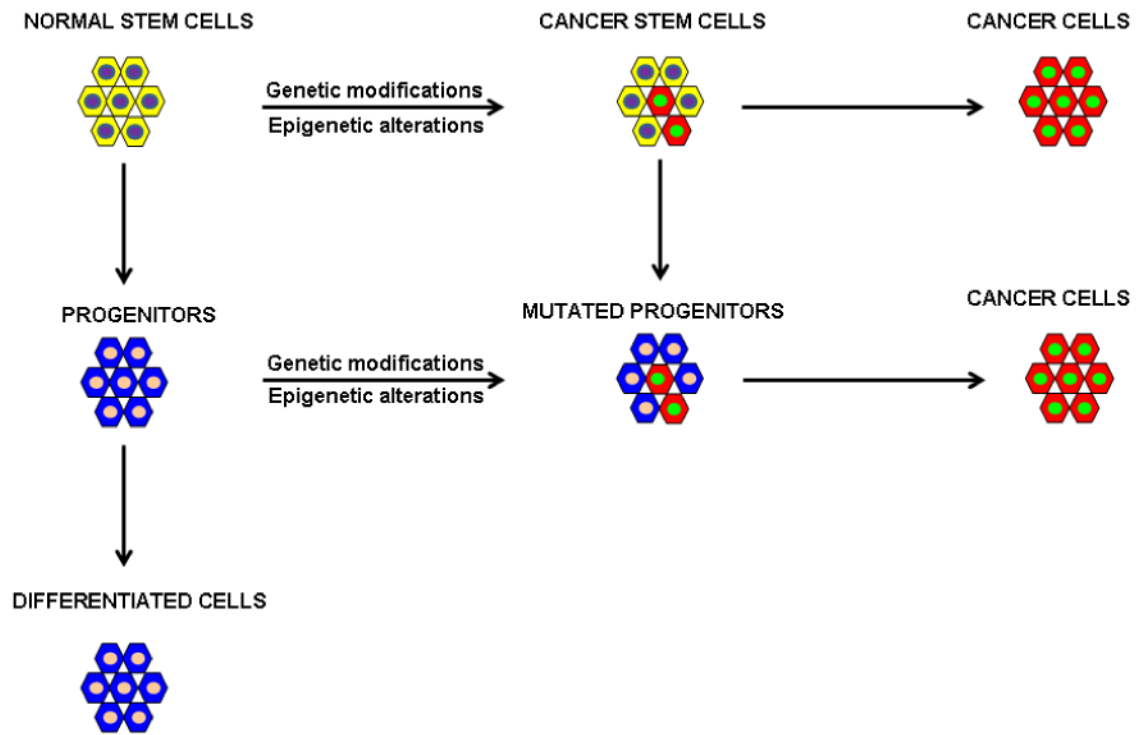 NORMAL STEM CELLS
CANCER STEM CELLS
CANCER CELLS
Genetic modifications
Epigenetic alterations
PROGENITORS
MUTATED PROGENITORS
CANCER CELLS
Genetic modifications
Epigenetic alterations
DIFFERENTIATED CELLS